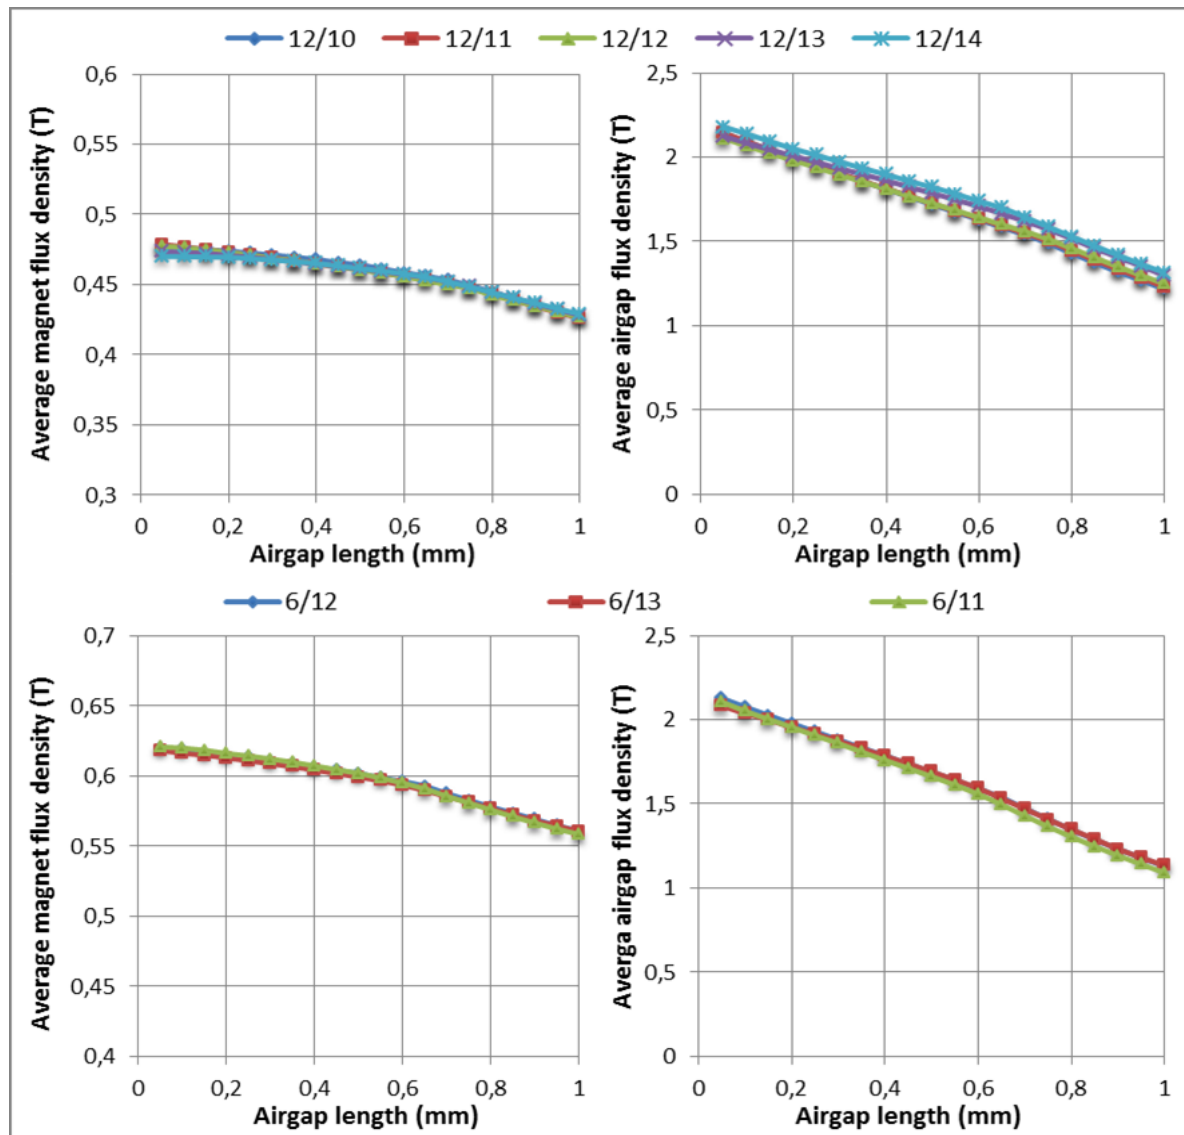 12/10 12/11 12/12 12/13 12/14
Average magnet flux density (T)
0,6
0,55
0,5
0,45
0,4
0,35
0,3
0 0,2 0,4 0,6 0,8 1
Airgap length (mm)
Average airgap flux density (T)
2,5
2
1,5
1
0,5
0
0 0,2 0,4 0,6 0,8 1
Airgap length (mm)
6/12 6/13 6/11
Average magnet flux density (T)
0,7
0,65
0,6
0,55
0,5
0,45
0,4
0 0,2 0,4 0,6 0,8 1
Airgap length (mm)
Averga airgap flux density (T)
2,5
2
1,5
1
0,5
0
0 0,2 0,4 0,6 0,8 1
Airgap length (mm)